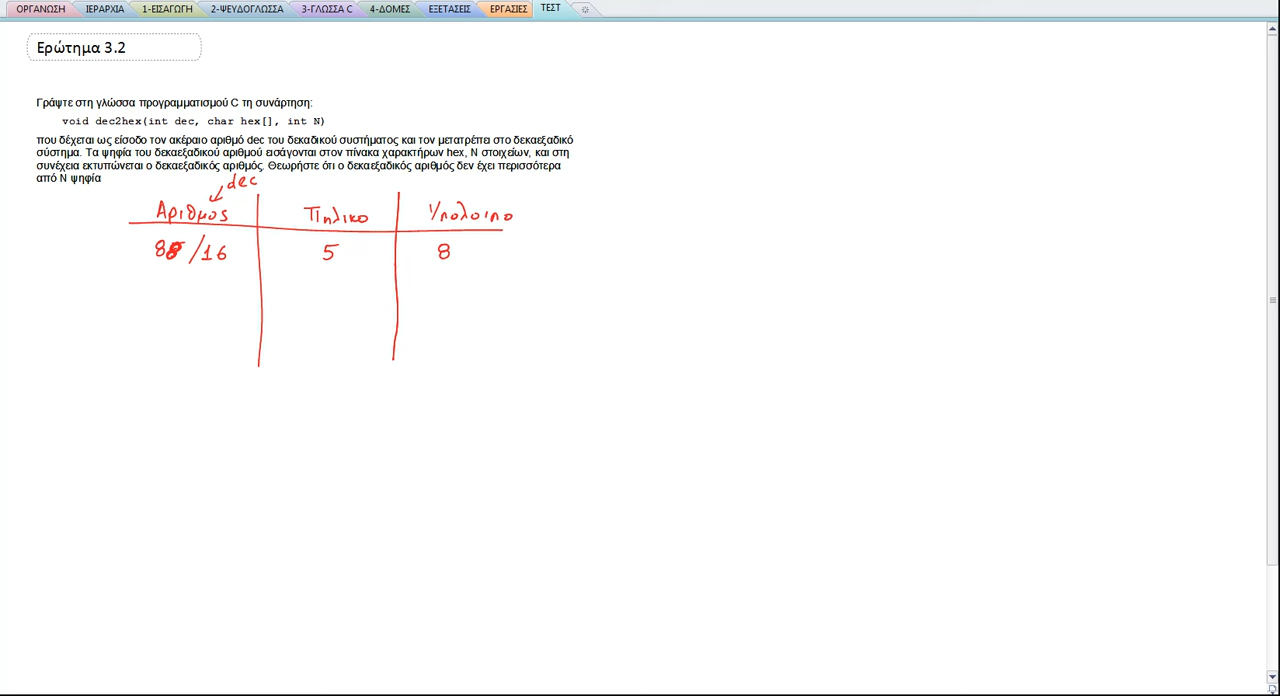 ΟΡΓΑΝΩΣΗ ΙΕΡΑΡΧΙΑ 1-ΕΙΣΑΓΩΓΗ 2-ΨΕΥΔΟΓΛΩΣΣΑ 3-ΓΛΩΣΣΑ C 4-ΔΟΜΕΣ ΕΞΕΤΑΣΕΙΣ ΕΡΓΑΣΙΕΣ ΤΕΣΤ
Ερώτημα 3.2
Γράψτε στη γλώσσα προγραμματισμού C τη συνάρτηση:
void dec2hex(int dec, char hex[], int N)
που δέχεται ως είσοδο τον ακέραιο αριθμό dec του δεκαδικού συστήματος και τον μετατρέπει στο δεκαεξαδικό
σύστημα. Τα ψηφία του δεκαεξαδικού αριθμού εισάγονται στον πίνακα χαρακτήρων hex, N στοιχείων, και στη
συνέχεια εκτυπώνεται ο δεκαεξαδικός αριθμός. Θεωρήστε ότι ο δεκαεξαδικός αριθμός δεν έχει περισσότερα
από N ψηφία
dec
Αριθμος Πηλικο Υπολοιπο
88 /16 5 8